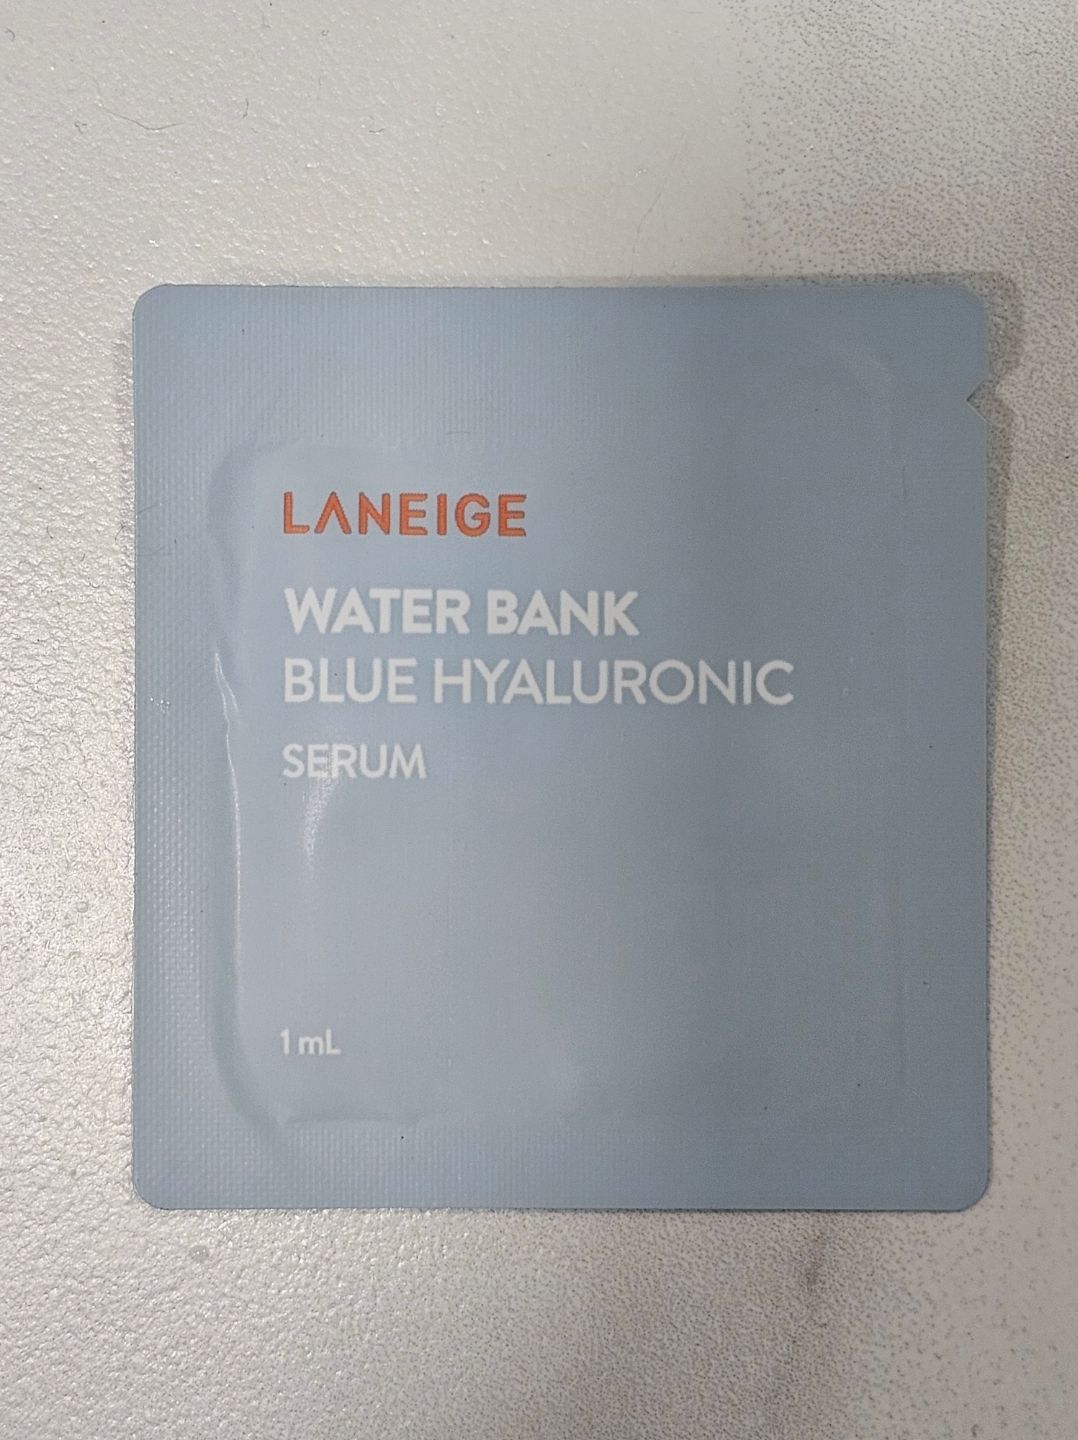 LANEIGE
WATER BANK
BLUE HYALURONIC
SERUM
1 mL